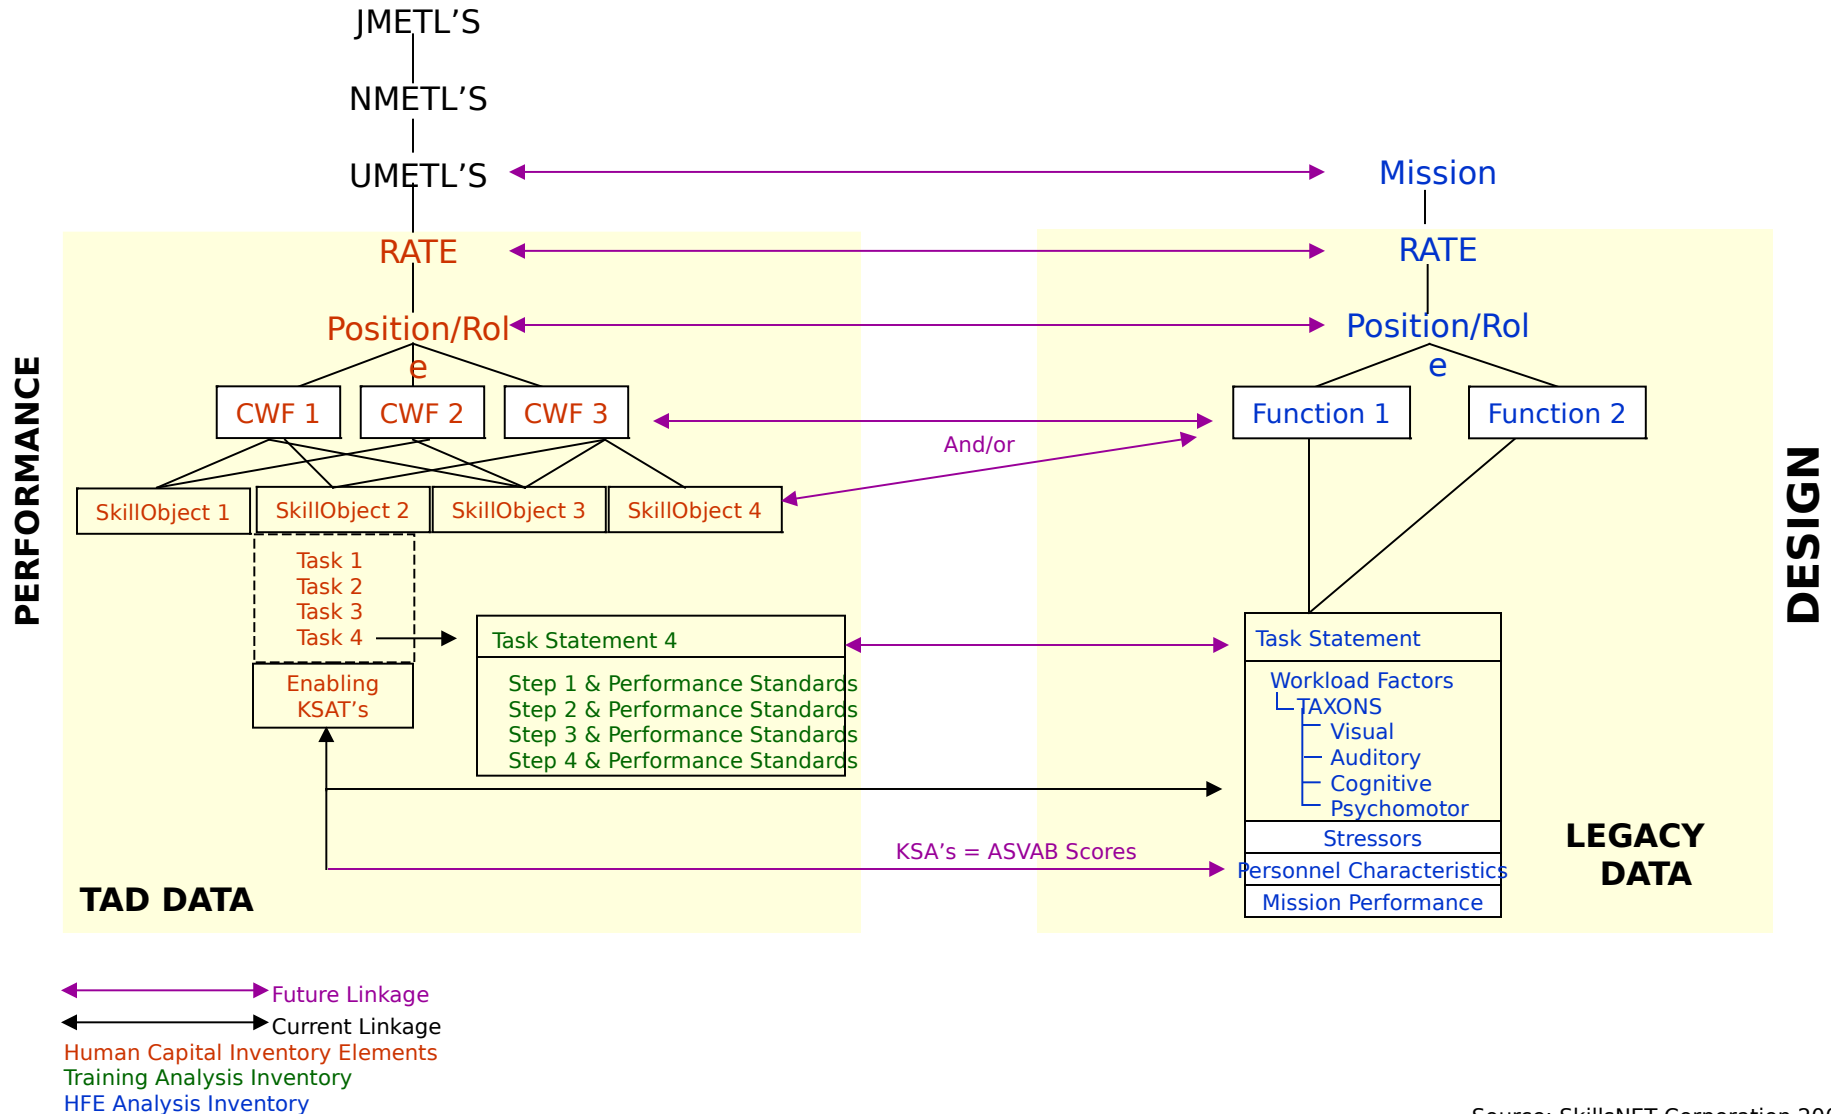 JMETL’S
NMETL’S
UMETL’S
Mission
RATE
RATE
Position/Rol
e
Position/Rol
e
PERFORMANCE
CWF 1
CWF 2
CWF 3
Function 1
Function 2
And/or
DESIGN
SkillObject 1
SkillObject 2
SkillObject 3
SkillObject 4
Task 1
Task 2
Task 3
Task 4
Enabling
KSAT’s
Task Statement 4
Step 1 & Performance Standards
Step 2 & Performance Standards
Step 3 & Performance Standards
Step 4 & Performance Standards
Task Statement
Workload Factors
TAXONS
Visual
Auditory
Cognitive
Psychomotor
Stressors
Personnel Characteristics
Mission Performance
LEGACY
DATA
KSA’s = ASVAB Scores
TAD DATA
Future Linkage
Current Linkage
Human Capital Inventory Elements
Training Analysis Inventory
HFE Analysis Inventory
Source: SkillsNET Corporation